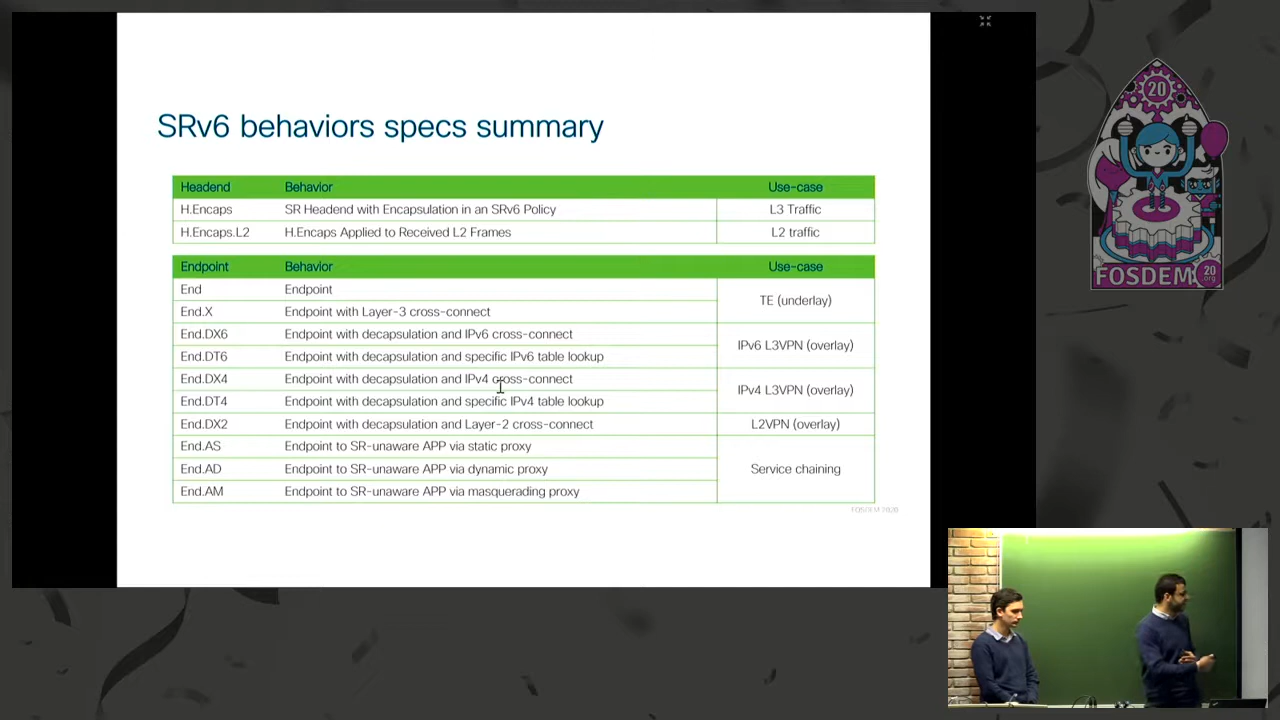 SRv6 behaviors specs summary
Headend Behavior Use-case
H.Encaps SR Headend with Encapsulation in an SRv6 Policy L3 Traffic
H.Encaps.L2 H.Encaps Applied to Received L2 Frames L2 traffic
Endpoint Behavior Use-case
End Endpoint
TE (underlay)
End.X Endpoint with Layer-3 cross-connect
End.DX6 Endpoint with decapsulation and IPv6 cross-connect
IPv6 L3VPN (overlay)
End.DT6 Endpoint with decapsulation and specific IPv6 table lookup
End.DX4 Endpoint with decapsulation and IPv4 cross-connect
IPv4 L3VPN (overlay)
End.DT4 Endpoint with decapsulation and specific IPv4 table lookup
End.DX2 Endpoint with decapsulation and Layer-2 cross-connect L2VPN (overlay)
End.AS Endpoint to SR-unaware APP via static proxy
End.AD Endpoint to SR-unaware APP via dynamic proxy Service chaining
End.AM Endpoint to SR-unaware APP via masquerading proxy
FOSDEM 2020
20
FOSDEM 20
.org